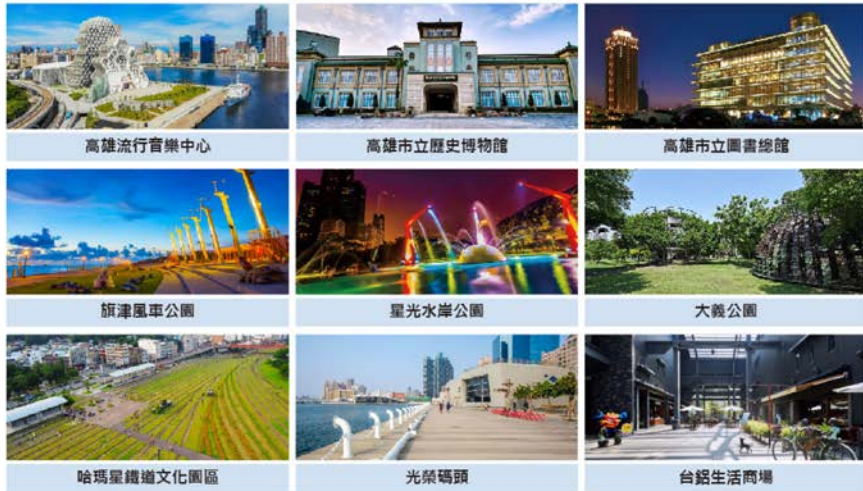 高雄流行音樂中心
高雄市立歷史博物館
高雄市立圖書總館
旗津風車公園
星光水岸公園
大義公園
哈瑪星鐵道文化園區
光榮碼頭
台鋁生活商場